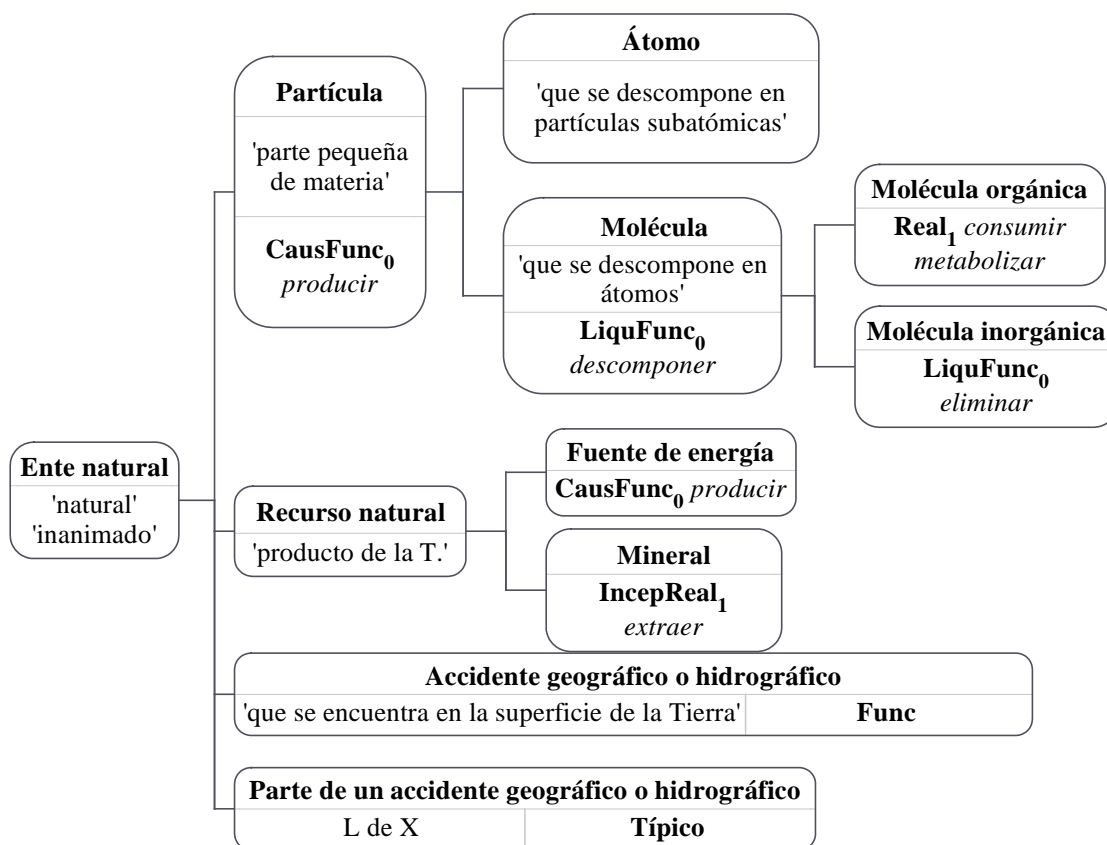 Ente natural
'natural'
'inanimado'
Partícula
'parte pequeña
de materia'
CausFunc0
producir
Átomo
'que se descompone en
partículas subatómicas'
Molécula
'que se descompone en
átomos'
LiquFunc0
descomponer
Molécula orgánica
Real1 consumir
metabolizar
Molécula inorgánica
LiquFunc0
eliminar
Recurso natural
'producto de la T.'
Fuente de energía
CausFunc0 producir
Mineral
IncepReal1
extraer
Accidente geográfico o hidrográfico
'que se encuentra en la superficie de la Tierra' Func
Parte de un accidente geográfico o hidrográfico
L de X Típico